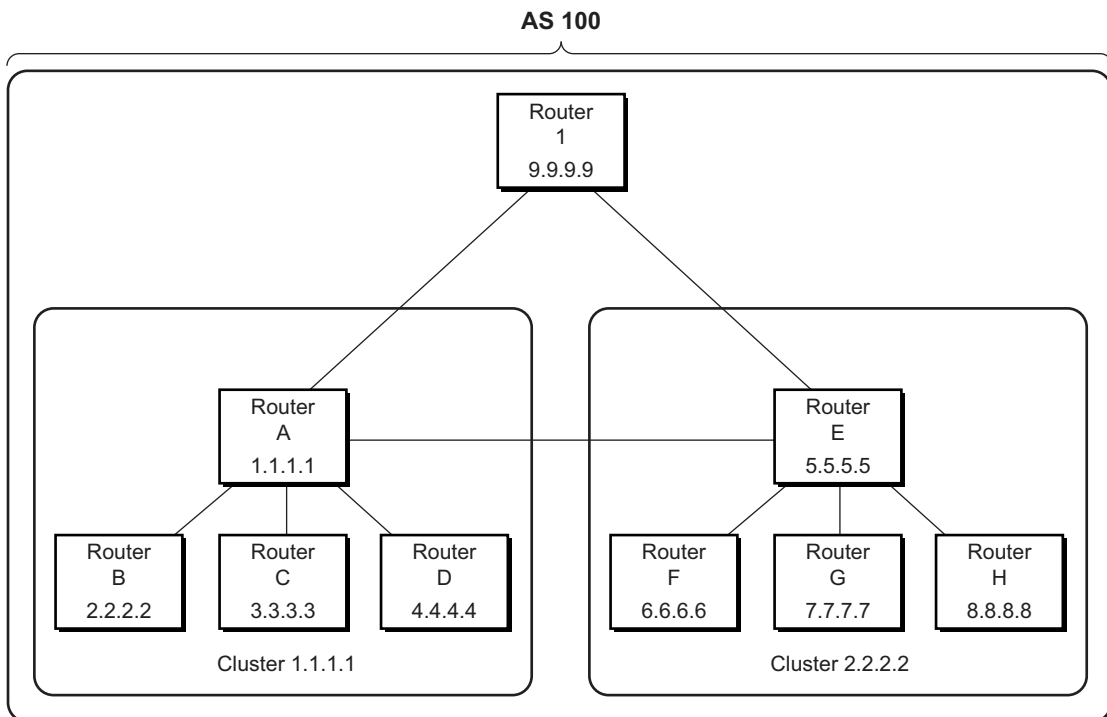 AS 100
Router
1
9.9.9.9
Router
A
1.1.1.1
Router
E
5.5.5.5
Router
B
2.2.2.2
Router
C
3.3.3.3
Router
D
4.4.4.4
Router
F
6.6.6.6
Router
G
7.7.7.7
Router
H
8.8.8.8
Cluster 1.1.1.1
Cluster 2.2.2.2